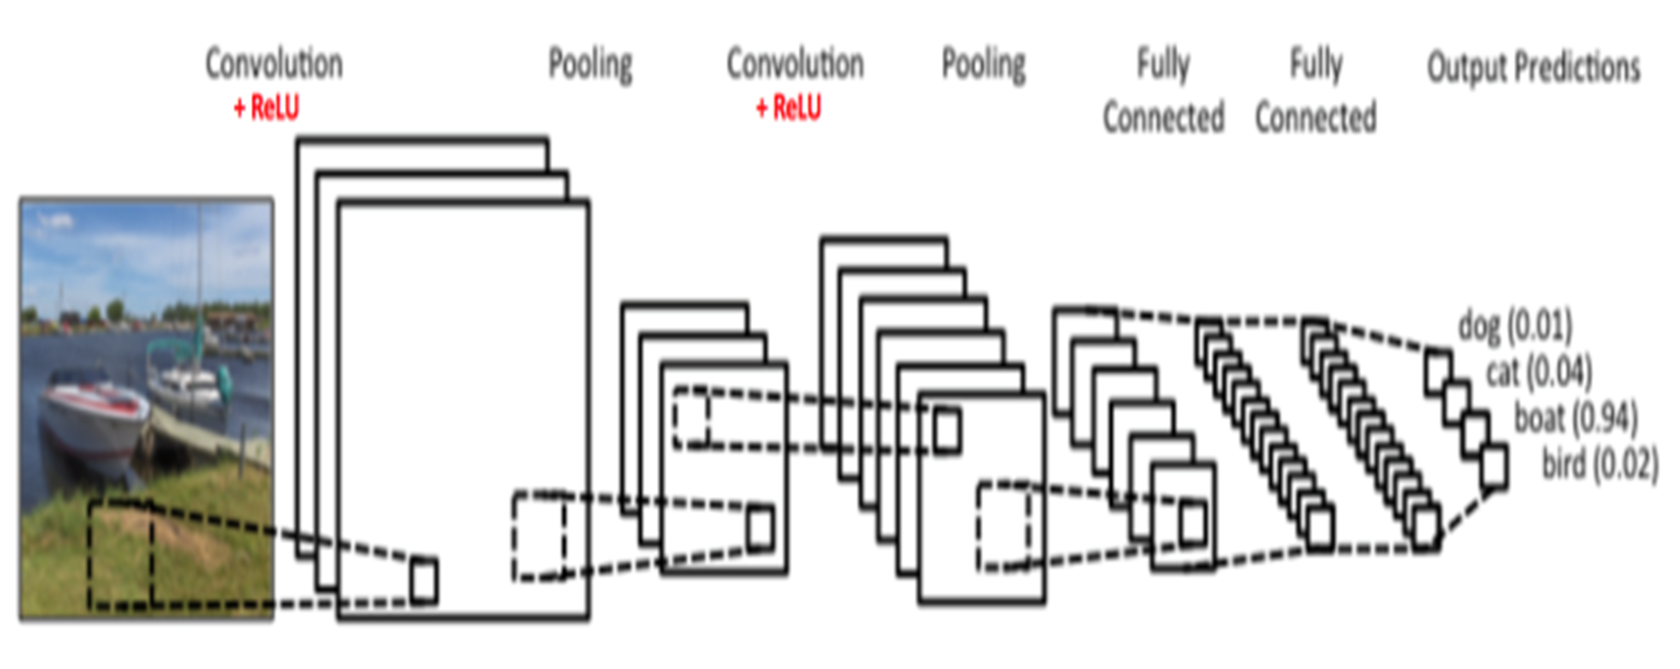 Convolution
+ ReLU
Pooling
Convolution
+ ReLU
Pooling
Fully
Connected
Fully
Connected
Output Predictions
dog (0.01)
cat (0.04)
boat (0.94)
bird (0.02)